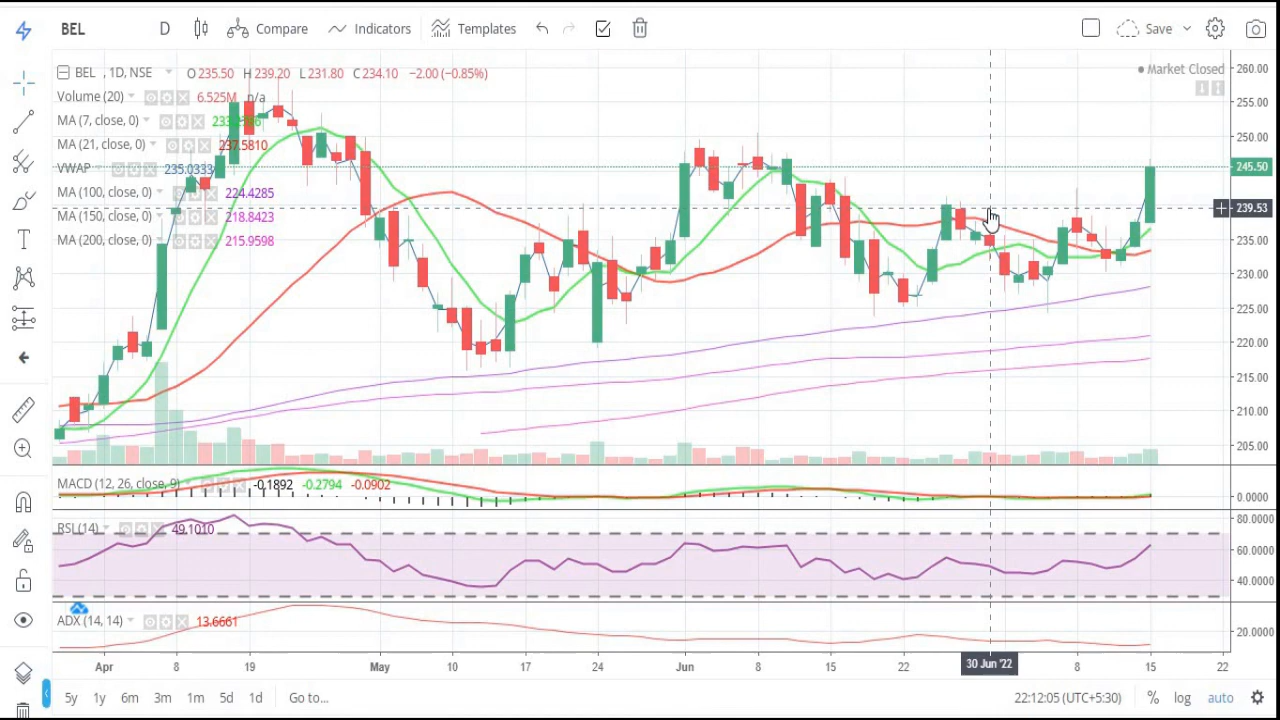 BEL D Compare Indicators Templates Save
BEL , 1D, NSE O 235.50 H 239.20 L 231.80 C 234.10 −2.00 (−0.85%)
Market Closed
Volume (20) 6.525M n/a
MA (7, close, 0)
MA (21, close, 0) 237.5810
VWAP 235.0333
MA (100, close, 0) 224.4285
MA (150, close, 0) 218.8423
MA (200, close, 0) 215.9598
260.00
255.00
250.00
245.50
239.53
235.00
230.00
225.00
220.00
215.00
210.00
205.00
MACD (12, 26, close, 9) -0.1892 -0.2794 -0.0902
0.0000
RSI (14) 49.1010
80.0000
60.0000
40.0000
ADX (14, 14) 13.6661
20.0000
Apr 8 19 May 10 17 24 Jun 8 15 22 30 Jun '22 8 15 22
5y 1y 6m 3m 1m 5d 1d Go to... 22:12:05 (UTC+5:30) % log auto